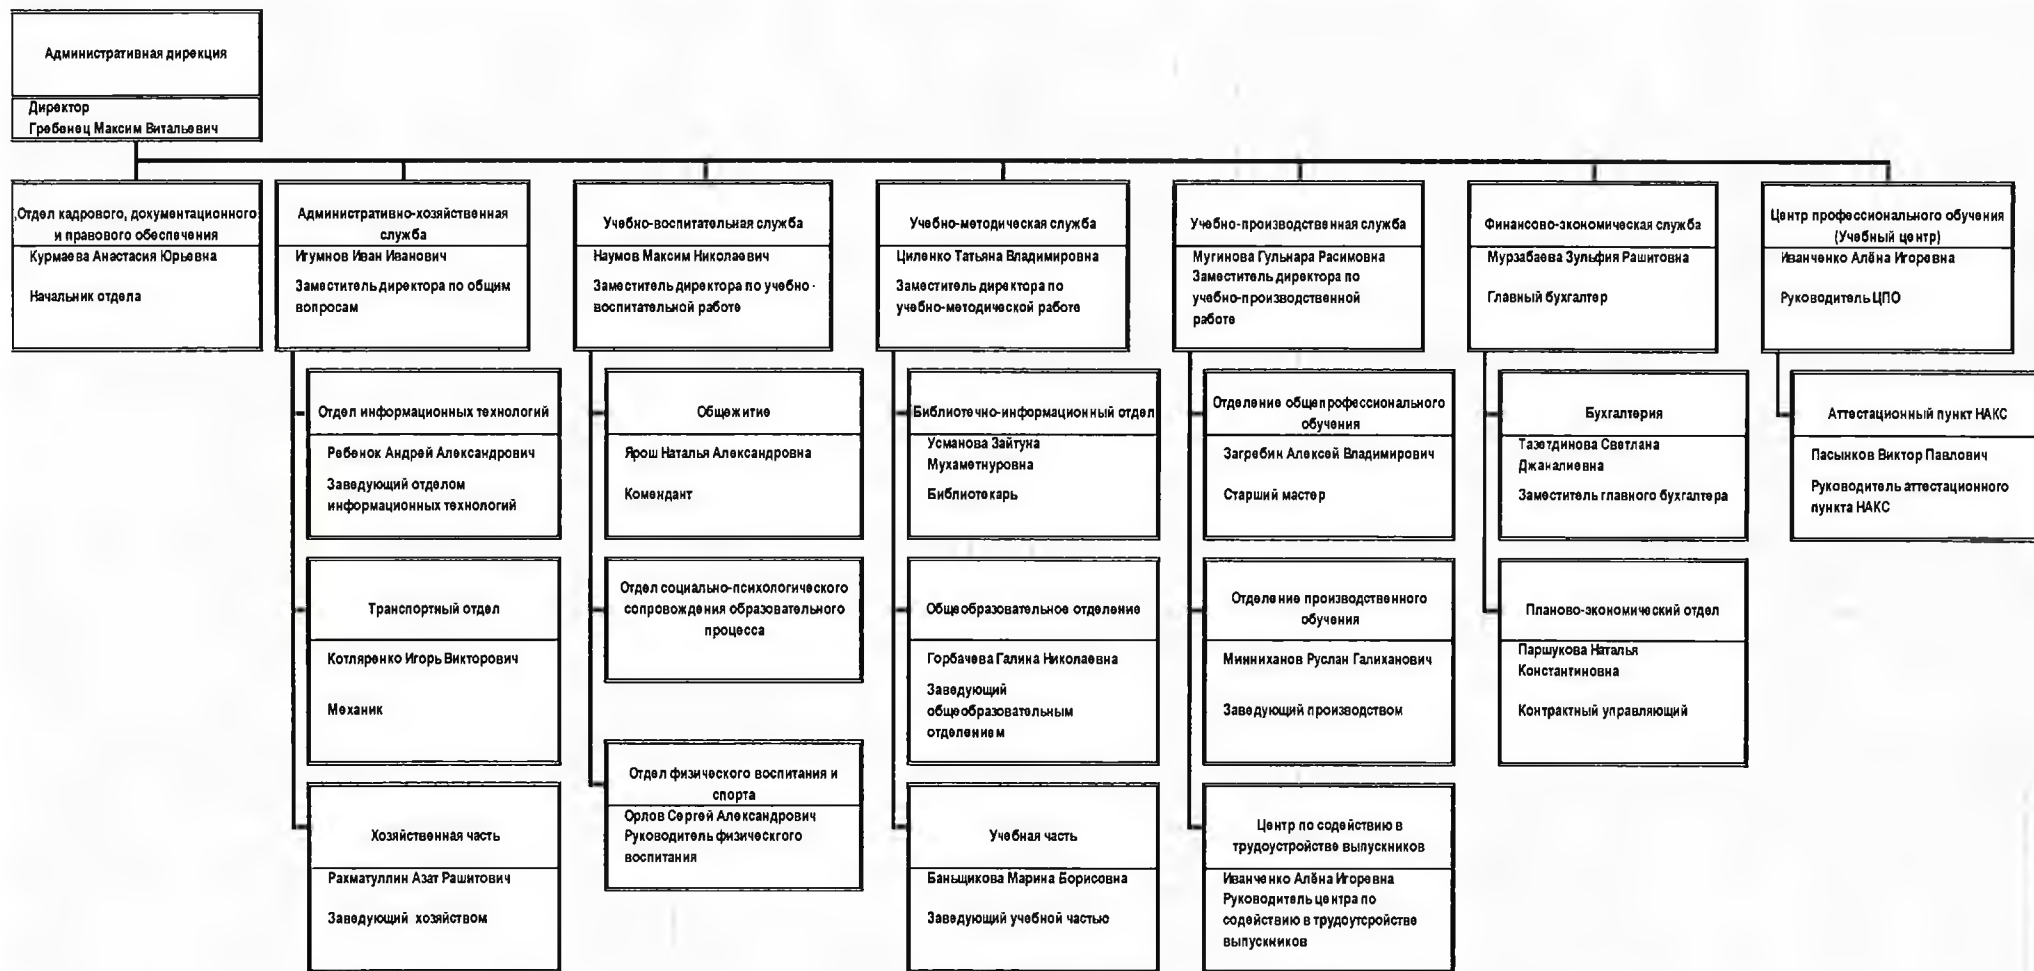 Административная дирекция
Директор
Гребенец Максим Витальевич
Отдел кадрового, документационного
и правового обеспечения
Курмаева Анастасия Юрьевна
Начальник отдела
Административно-хозяйственная
служба
Игумнов Иван Иванович
Заместитель директора по общим
вопросам
Учебно-воспитательная служба
Наумов Максим Николаевич
Заместитель директора по учебно-
воспитательной работе
Учебно-методическая служба
Циленко Татьяна Владимировна
Заместитель директора по
учебно-методической работе
Учебно-производственная служба
Мугинова Гульнара Расимовна
Заместитель директора по
учебно-производственной
работе
Финансово-экономическая служба
Мурзабаева Зульфия Рашитовна
Главный бухгалтер
Центр профессионального обучения
(Учебный центр)
Иванченко Алёна Игоревна
Руководитель ЦПО
Отдел информационных технологий
Ребенок Андрей Александрович
Заведующий отделом
информационных технологий
Общежитие
Ярош Наталья Александровна
Комендант
Библиотечно-информационный отдел
Усманова Зайтуна
Мухаметнуровна
Библиотекарь
Отделение общепрофессионального
обучения
Загребин Алексей Владимирович
Старший мастер
Бухгалтерия
Тазетдинова Светлана
Джаналиевна
Заместитель главного бухгалтера
Аттестационный пункт НАКС
Пасынков Виктор Павлович
Руководитель аттестационного
пункта НАКС
Транспортный отдел
Котляренко Игорь Викторович
Механик
Отдел социально-психологического
сопровождения образовательного
процесса
Общеобразовательное отделение
Горбачева Галина Николаевна
Заведующий
общеобразовательным
отделением
Отделение производственного
обучения
Минниханов Руслан Галиханович
Заведующий производством
Планово-экономический отдел
Паршукова Наталья
Константиновна
Контрактный управляющий
Отдел физического воспитания и
спорта
Орлов Сергей Александрович
Руководитель физичексгого
воспитания
Хозяйственная часть
Рахматуллин Азат Рашитович
Заведующий хозяйством
Учебная часть
Баньщикова Марина Борисовна
Заведующий учебной частью
Центр по содействию в
трудоустройстве выпускников
Иванченко Алёна Игоревна
Руководитель центра по
содействию в трудоутсройстве
выпускников